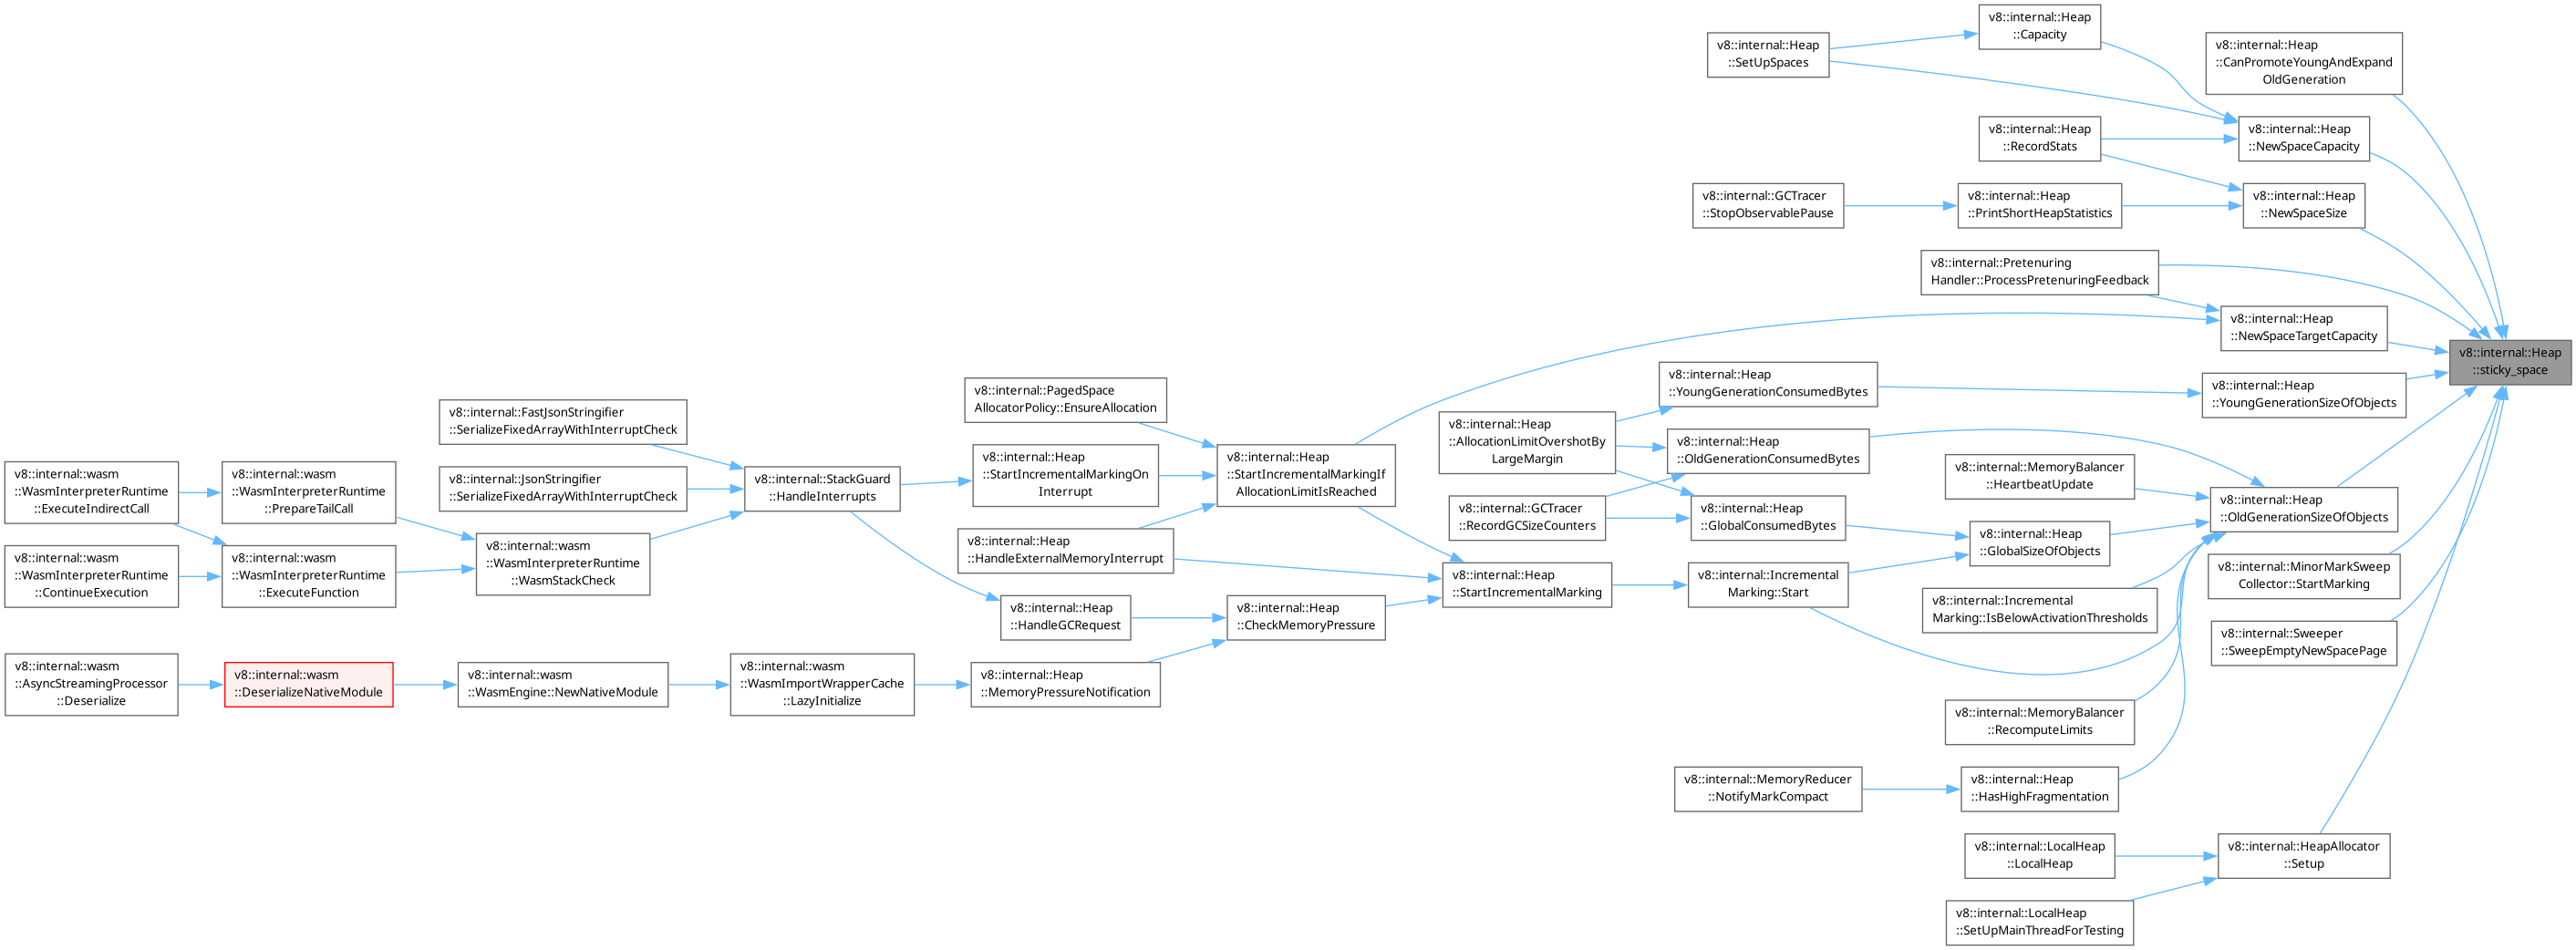 v8::internal::Heap
::sticky_space
v8::internal::Heap
::CanPromoteYoungAndExpand
OldGeneration
v8::internal::Heap
::NewSpaceCapacity
v8::internal::Heap
::Capacity
v8::internal::Heap
::SetUpSpaces
v8::internal::Heap
::RecordStats
v8::internal::Heap
::NewSpaceSize
v8::internal::Heap
::PrintShortHeapStatistics
v8::internal::GCTracer
::StopObservablePause
v8::internal::Pretenuring
Handler::ProcessPretenuringFeedback
v8::internal::Heap
::NewSpaceTargetCapacity
v8::internal::Heap
::StartIncrementalMarkingIf
AllocationLimitIsReached
v8::internal::PagedSpace
AllocatorPolicy::EnsureAllocation
v8::internal::Heap
::StartIncrementalMarkingOn
Interrupt
v8::internal::StackGuard
::HandleInterrupts
v8::internal::FastJsonStringifier
::SerializeFixedArrayWithInterruptCheck
v8::internal::JsonStringifier
::SerializeFixedArrayWithInterruptCheck
v8::internal::wasm
::WasmInterpreterRuntime
::WasmStackCheck
v8::internal::wasm
::WasmInterpreterRuntime
::PrepareTailCall
v8::internal::wasm
::WasmInterpreterRuntime
::ExecuteIndirectCall
v8::internal::wasm
::WasmInterpreterRuntime
::ExecuteFunction
v8::internal::wasm
::WasmInterpreterRuntime
::ContinueExecution
v8::internal::Heap
::HandleExternalMemoryInterrupt
v8::internal::Heap
::YoungGenerationSizeOfObjects
v8::internal::Heap
::YoungGenerationConsumedBytes
v8::internal::Heap
::AllocationLimitOvershotBy
LargeMargin
v8::internal::Heap
::OldGenerationSizeOfObjects
v8::internal::Heap
::OldGenerationConsumedBytes
v8::internal::GCTracer
::RecordGCSizeCounters
v8::internal::MemoryBalancer
::HeartbeatUpdate
v8::internal::Heap
::GlobalSizeOfObjects
v8::internal::Heap
::GlobalConsumedBytes
v8::internal::Incremental
Marking::Start
v8::internal::Heap
::StartIncrementalMarking
v8::internal::Heap
::CheckMemoryPressure
v8::internal::Heap
::HandleGCRequest
v8::internal::Heap
::MemoryPressureNotification
v8::internal::wasm
::WasmImportWrapperCache
::LazyInitialize
v8::internal::wasm
::WasmEngine::NewNativeModule
v8::internal::wasm
::DeserializeNativeModule
v8::internal::wasm
::AsyncStreamingProcessor
::Deserialize
v8::internal::Incremental
Marking::IsBelowActivationThresholds
v8::internal::MemoryBalancer
::RecomputeLimits
v8::internal::Heap
::HasHighFragmentation
v8::internal::MemoryReducer
::NotifyMarkCompact
v8::internal::MinorMarkSweep
Collector::StartMarking
v8::internal::Sweeper
::SweepEmptyNewSpacePage
v8::internal::HeapAllocator
::Setup
v8::internal::LocalHeap
::LocalHeap
v8::internal::LocalHeap
::SetUpMainThreadForTesting